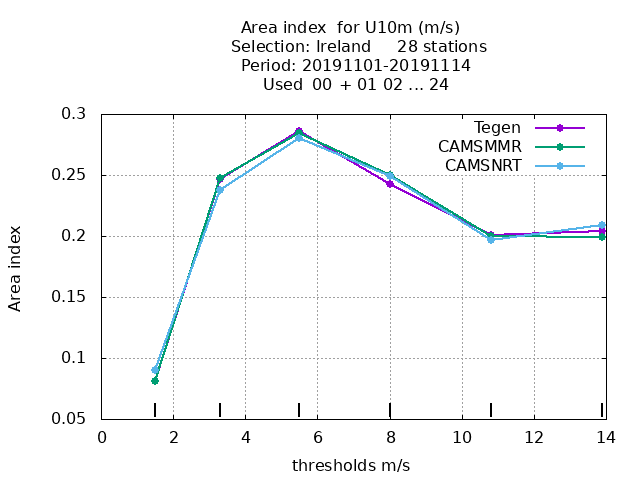 Area index  for U10m (m/s)
Selection: Ireland     28 stations
Period: 20191101-20191114
Used  00 + 01 02 ... 24
0.3
0.25
0.2
0.15
0.1
0.05
Area index
Tegen
CAMSMMR
CAMSNRT
0 2 4 6 8 10 12 14
thresholds m/s